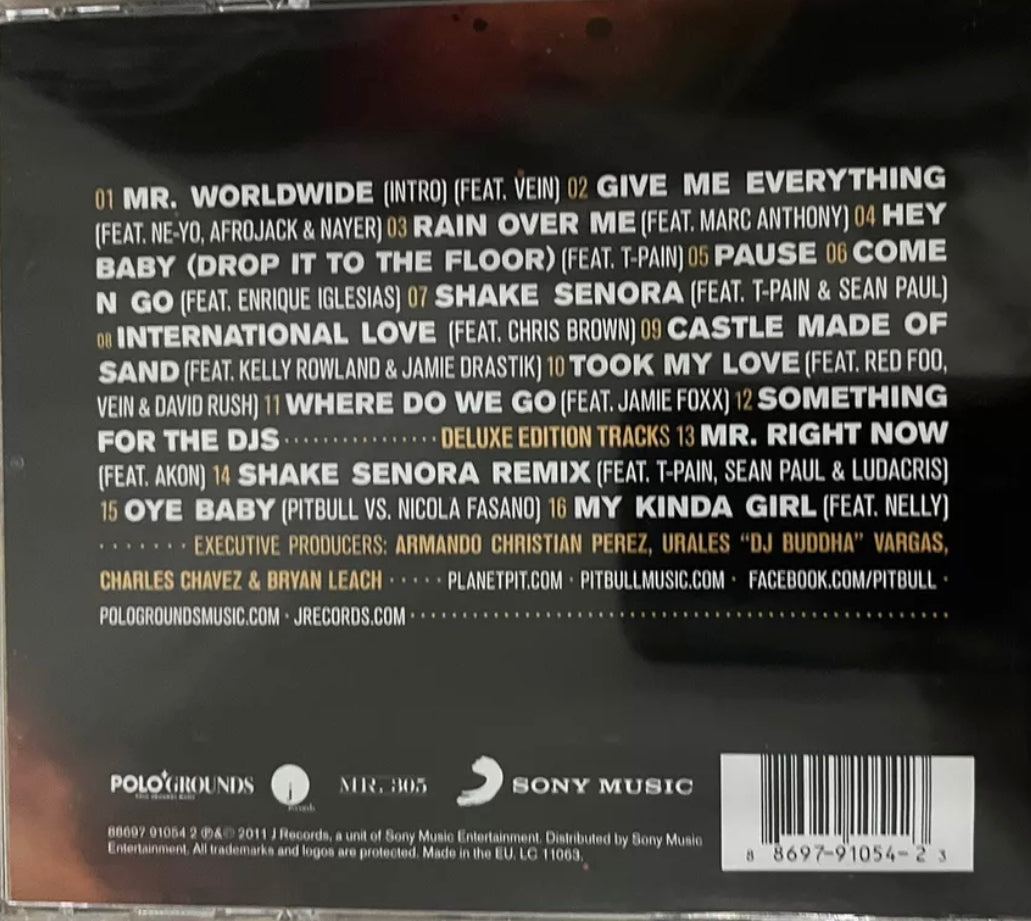 01 MR. WORLDWIDE (INTRO) (FEAT. VEIN) 02 GIVE ME EVERYTHING
(FEAT. NE-YO, AFROJACK & NAYER) 03 RAIN OVER ME (FEAT. MARC ANTHONY) 04 HEY
BABY (DROP IT TO THE FLOOR) (FEAT. T-PAIN) 05 PAUSE 06 COME
N GO (FEAT. ENRIQUE IGLESIAS) 07 SHAKE SENORA (FEAT. T-PAIN & SEAN PAUL)
08 INTERNATIONAL LOVE (FEAT. CHRIS BROWN) 09 CASTLE MADE OF
SAND (FEAT. KELLY ROWLAND & JAMIE DRASTIK) 10 TOOK MY LOVE (FEAT. RED FOO,
VEIN & DAVID RUSH) 11 WHERE DO WE GO (FEAT. JAMIE FOXX) 12 SOMETHING
FOR THE DJS ··············· DELUXE EDITION TRACKS 13 MR. RIGHT NOW
(FEAT. AKON) 14 SHAKE SENORA REMIX (FEAT. T-PAIN, SEAN PAUL & LUDACRIS)
15 OYE BABY (PITBULL VS. NICOLA FASANO) 16 MY KINDA GIRL (FEAT. NELLY)
······· EXECUTIVE PRODUCERS: ARMANDO CHRISTIAN PEREZ, URALES "DJ BUDDHA" VARGAS,
CHARLES CHAVEZ & BRYAN LEACH ····· PLANETPIT.COM · PITBULLMUSIC.COM · FACEBOOK.COM/PITBULL ·
POLOGROUNDSMUSIC.COM · JRECORDS.COM ··················································
POLO GROUNDS
MR. 305
SONY MUSIC
88697 91054 2 ℗&© 2011 J Records, a unit of Sony Music Entertainment. Distributed by Sony Music
Entertainment. All trademarks and logos are protected. Made in the EU. LC 11063.
8 8697-91054-2 3